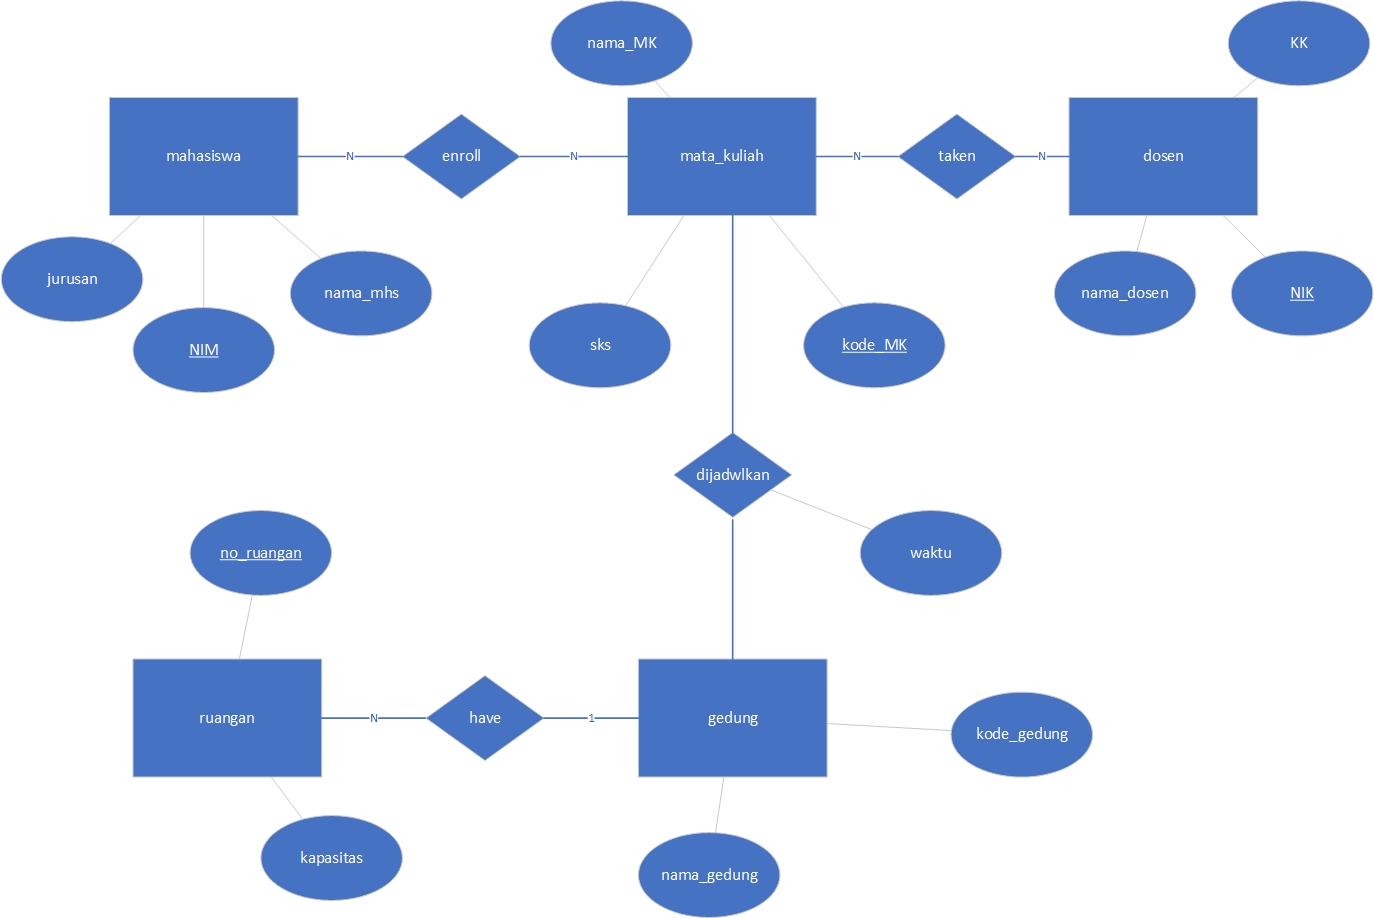 nama_MK
KK
mahasiswa
N
enroll
N
mata_kuliah
N
taken
N
dosen
jurusan
nama_mhs
nama_dosen
NIK
NIM
sks
kode_MK
dijadwlkan
no_ruangan
waktu
ruangan
N
have
1
gedung
kode_gedung
kapasitas
nama_gedung